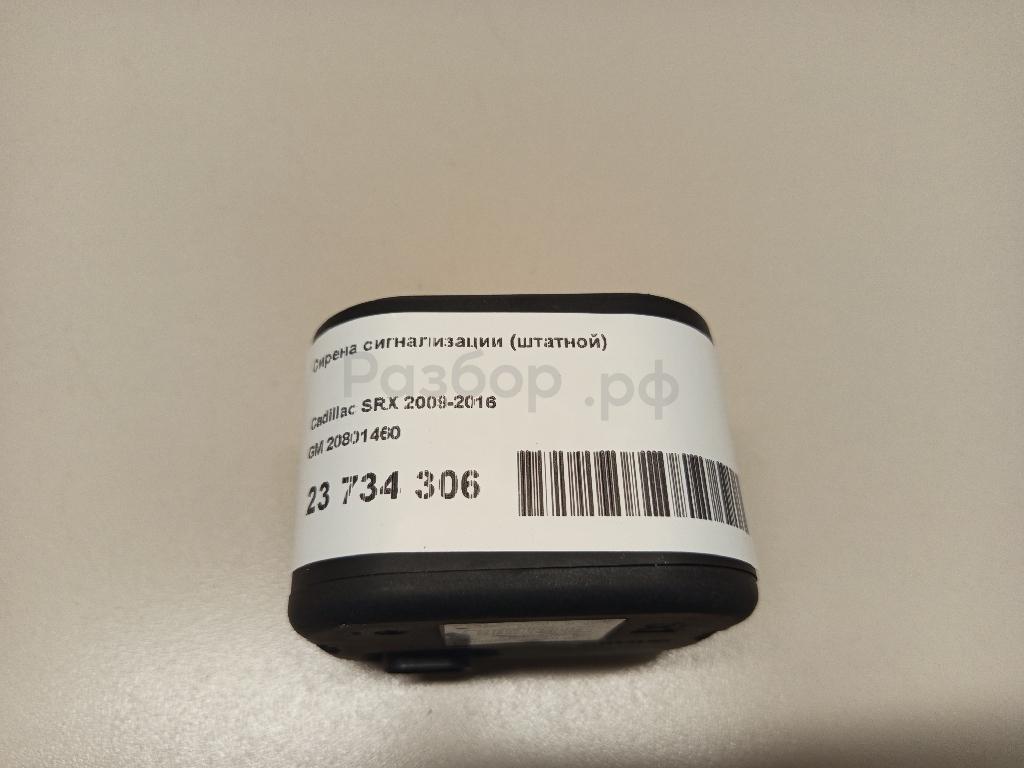 Сирена сигнализации (штатной)
Разбор.рф
Cadillac SRX 2009-2016
GM 20801460
23 734 306